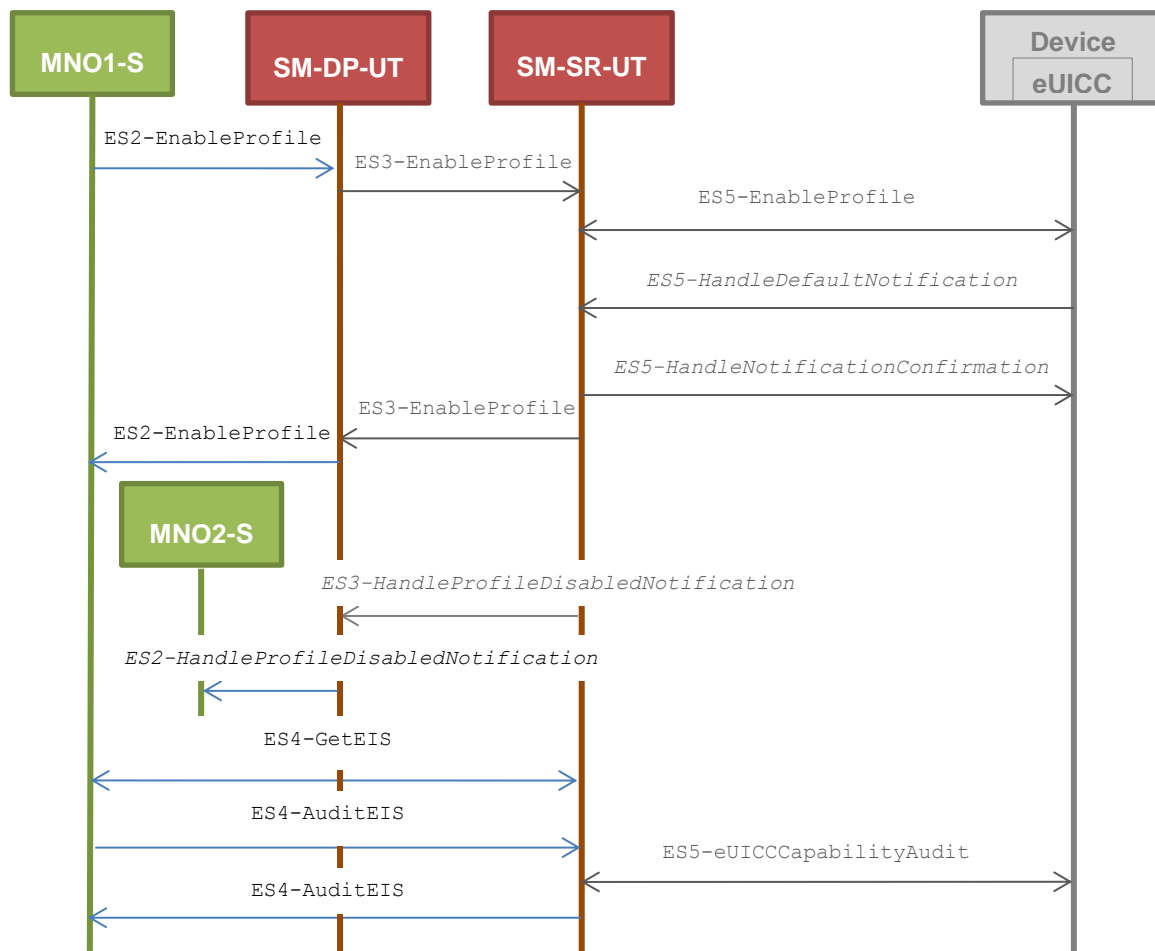 MNO1-S
SM-DP-UT
SM-SR-UT
Device
eUICC
ES2-EnableProfile
ES3-EnableProfile
ES5-EnableProfile
ES5-HandleDefaultNotification
ES5-HandleNotificationConfirmation
ES3-EnableProfile
ES2-EnableProfile
MNO2-S
ES3-HandleProfileDisabledNotification
ES2-HandleProfileDisabledNotification
ES4-GetEIS
ES4-AuditEIS
ES5-eUICCCapabilityAudit
ES4-AuditEIS